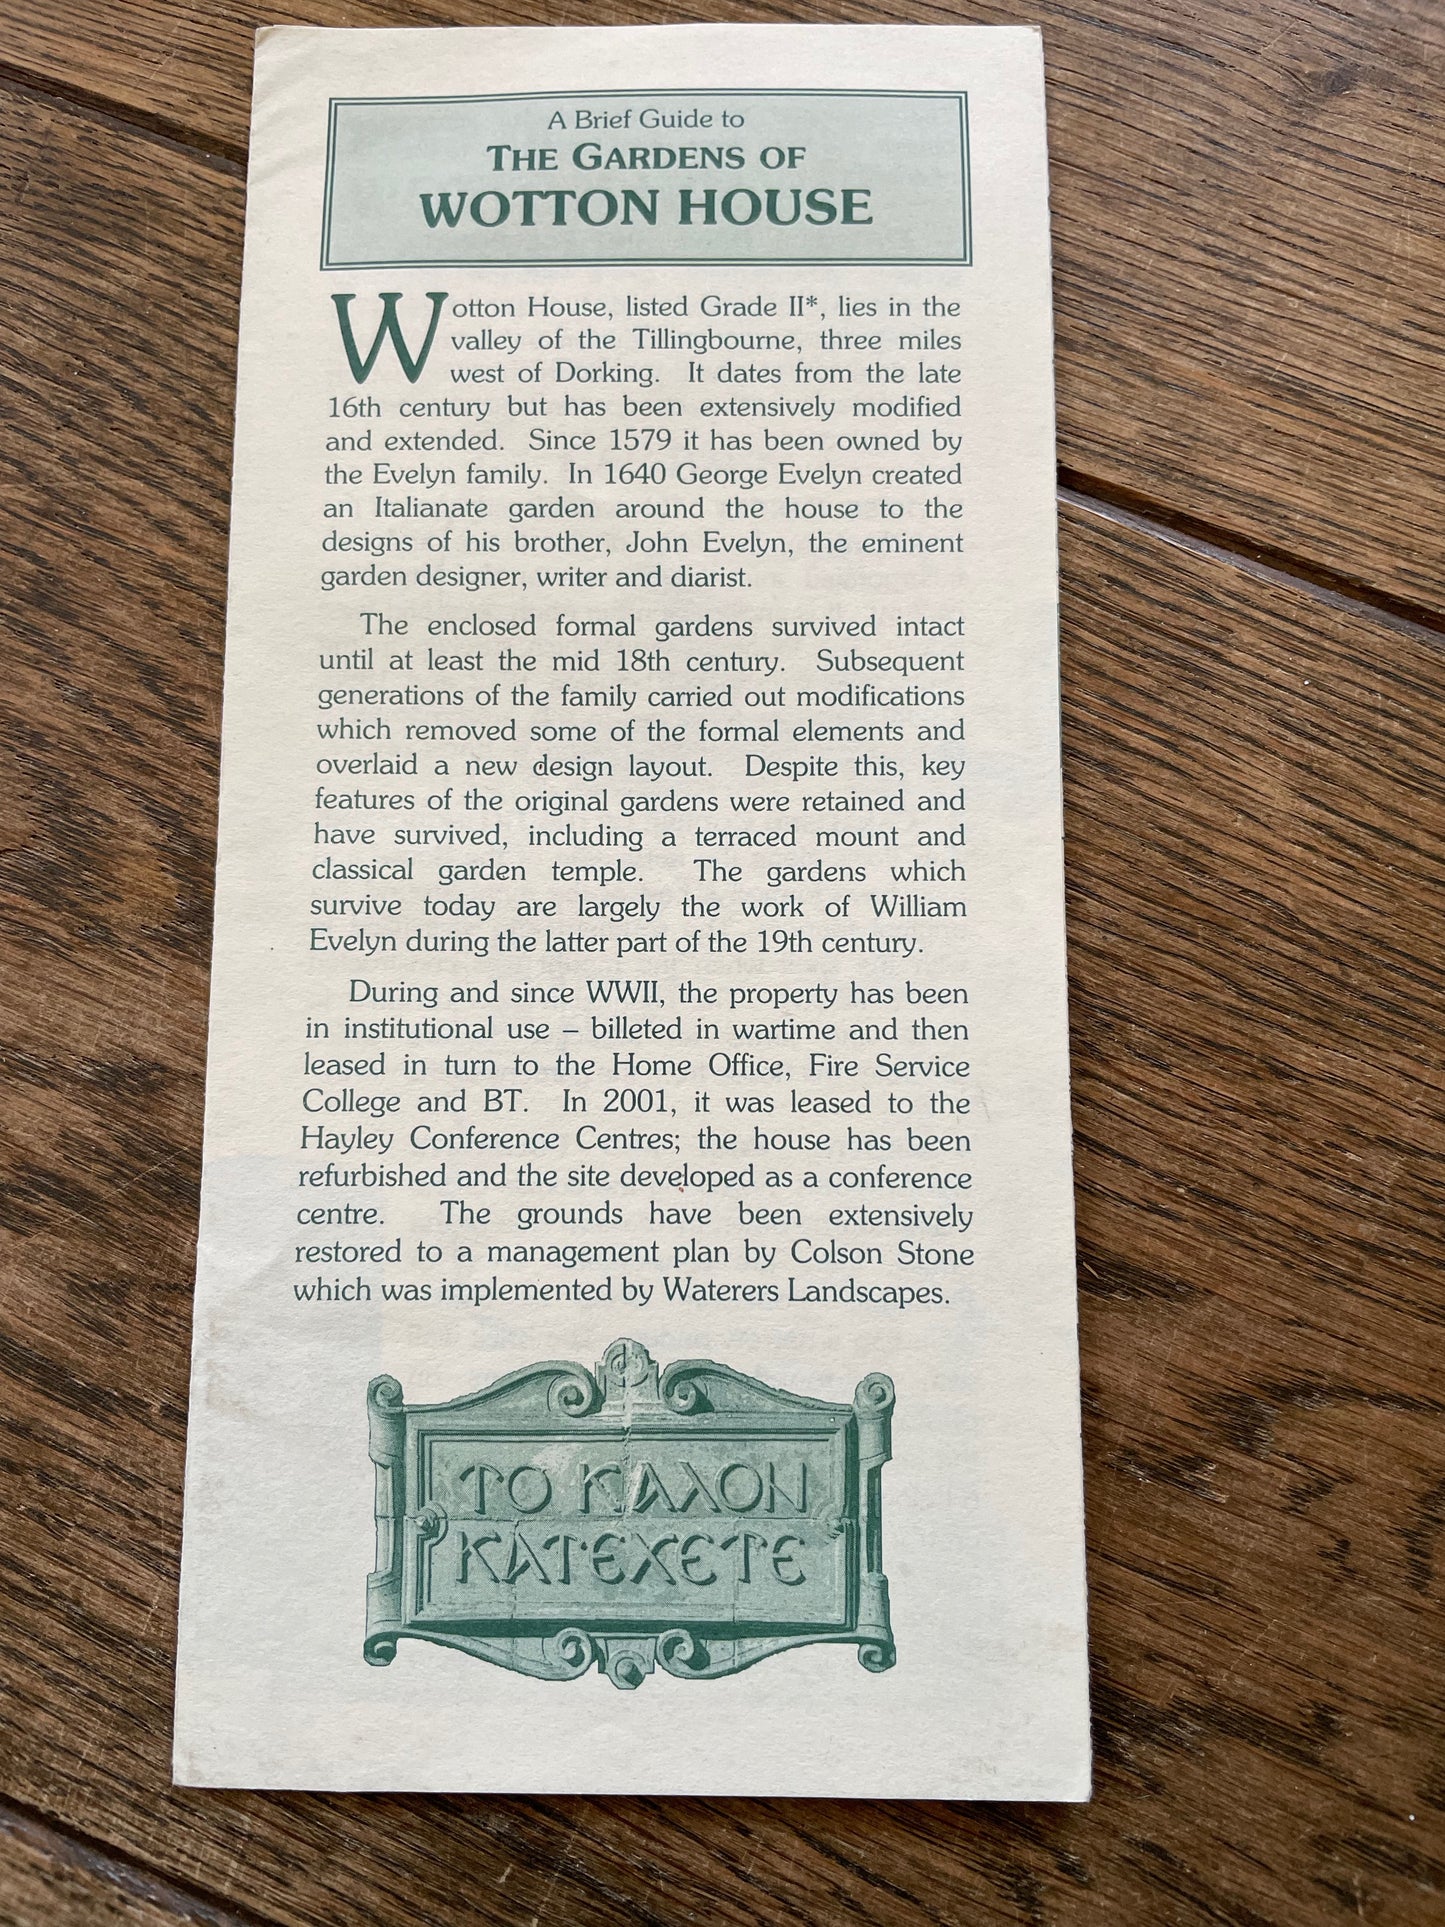 A Brief Guide to
THE GARDENS OF
WOTTON HOUSE
Wotton House, listed Grade II*, lies in the
valley of the Tillingbourne, three miles
west of Dorking. It dates from the late
16th century but has been extensively modified
and extended. Since 1579 it has been owned by
the Evelyn family. In 1640 George Evelyn created
an Italianate garden around the house to the
designs of his brother, John Evelyn, the eminent
garden designer, writer and diarist.
The enclosed formal gardens survived intact
until at least the mid 18th century. Subsequent
generations of the family carried out modifications
which removed some of the formal elements and
overlaid a new design layout. Despite this, key
features of the original gardens were retained and
have survived, including a terraced mount and
classical garden temple. The gardens which
survive today are largely the work of William
Evelyn during the latter part of the 19th century.
During and since WWII, the property has been
in institutional use – billeted in wartime and then
leased in turn to the Home Office, Fire Service
College and BT. In 2001, it was leased to the
Hayley Conference Centres; the house has been
refurbished and the site developed as a conference
centre. The grounds have been extensively
restored to a management plan by Colson Stone
which was implemented by Waterers Landscapes.
ΤΟ ΚΑΛΟΝ
ΚΑΤΕΧΕΤΕ